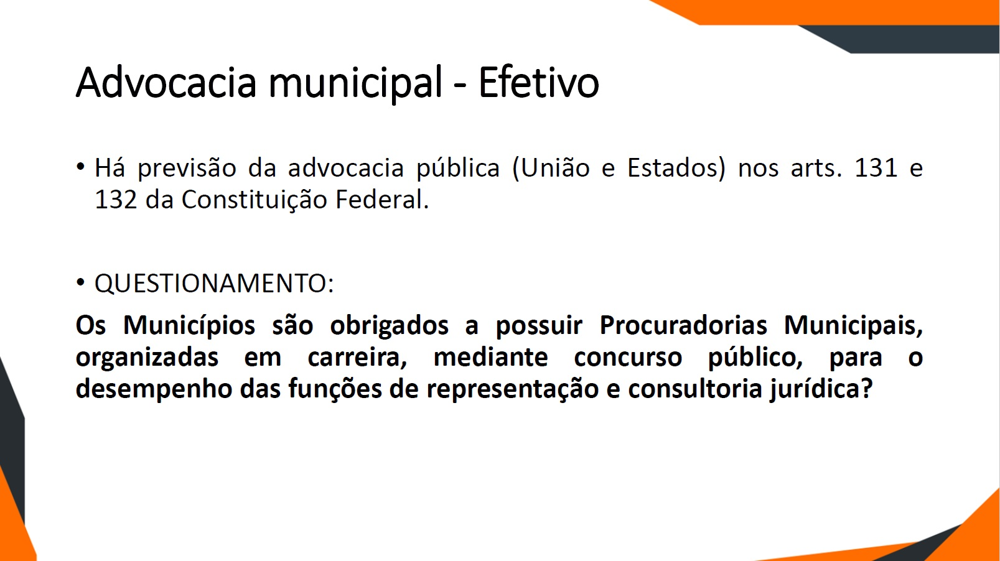 Advocacia municipal - Efetivo
• Há previsão da advocacia pública (União e Estados) nos arts. 131 e
132 da Constituição Federal.
• QUESTIONAMENTO:
Os Municípios são obrigados a possuir Procuradorias Municipais,
organizadas em carreira, mediante concurso público, para o
desempenho das funções de representação e consultoria jurídica?